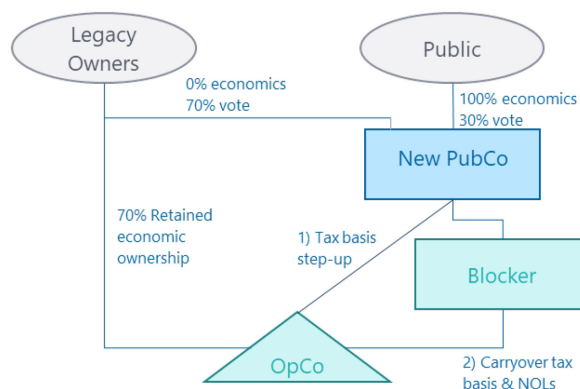 Legacy
Owners
Public
0% economics
70% vote
100% economics
30% vote
New PubCo
70% Retained
economic
ownership
1) Tax basis
step-up
Blocker
OpCo
2) Carryover tax
basis & NOLs